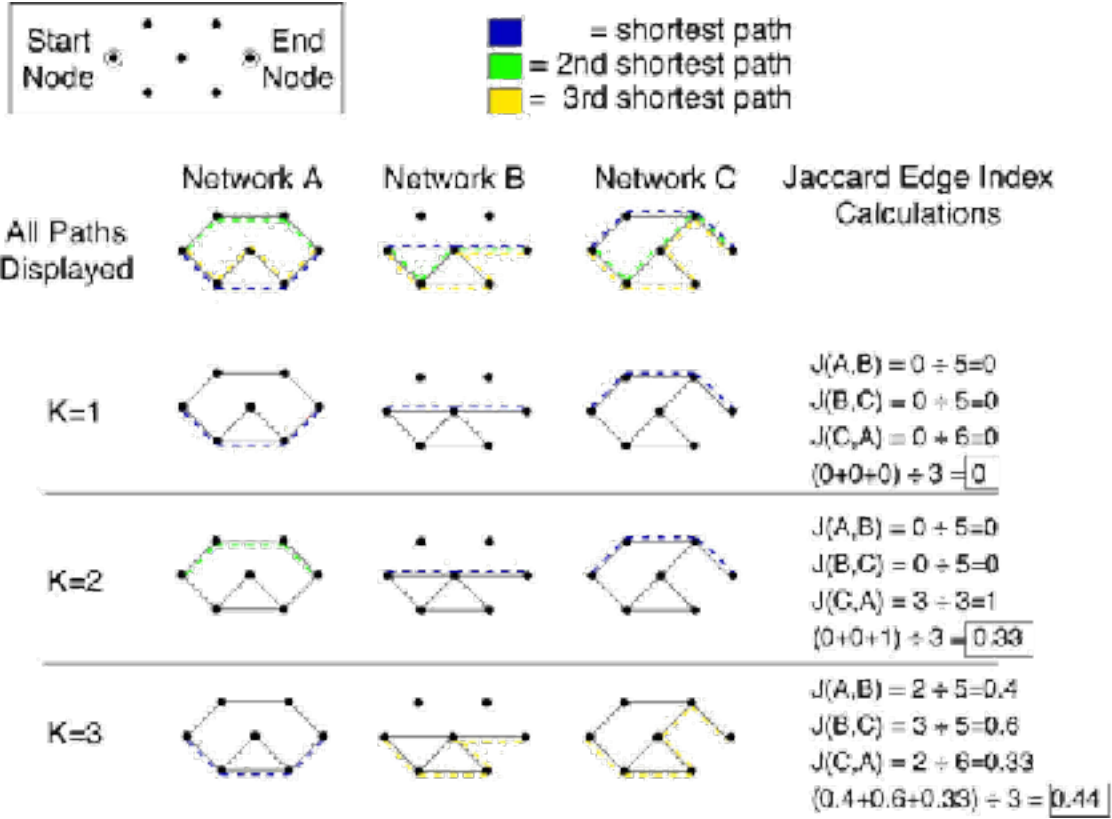 Start Node
End Node
= shortest path
= 2nd shortest path
= 3rd shortest path
Network A
Network B
Network C
Jaccard Edge Index
Calculations
All Paths
Displayed
K=1
J(A,B) = 0 ÷ 5=0
J(B,C) = 0 ÷ 5=0
J(C,A) = 0 ÷ 6=0
(0+0+0) ÷ 3 = 0
K=2
J(A,B) = 0 ÷ 5=0
J(B,C) = 0 ÷ 5=0
J(C,A) = 3 ÷ 3=1
(0+0+1) ÷ 3 = 0.33
K=3
J(A,B) = 2 ÷ 5=0.4
J(B,C) = 3 ÷ 5=0.6
J(C,A) = 2 ÷ 6=0.33
(0.4+0.6+0.33) ÷ 3 = 0.44